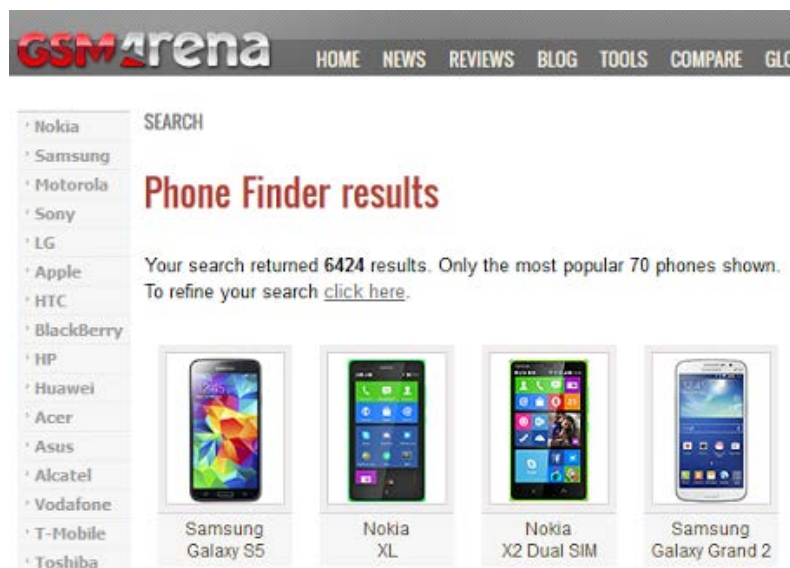 GSMArena
HOME NEWS REVIEWS BLOG TOOLS COMPARE GLO
Nokia
Samsung
Motorola
Sony
LG
Apple
HTC
BlackBerry
HP
Huawei
Acer
Asus
Alcatel
Vodafone
T-Mobile
Toshiba
SEARCH
Phone Finder results
Your search returned 6424 results. Only the most popular 70 phones shown.
To refine your search click here.
Samsung
Galaxy S5
Nokia
XL
Nokia
X2 Dual SIM
Samsung
Galaxy Grand 2